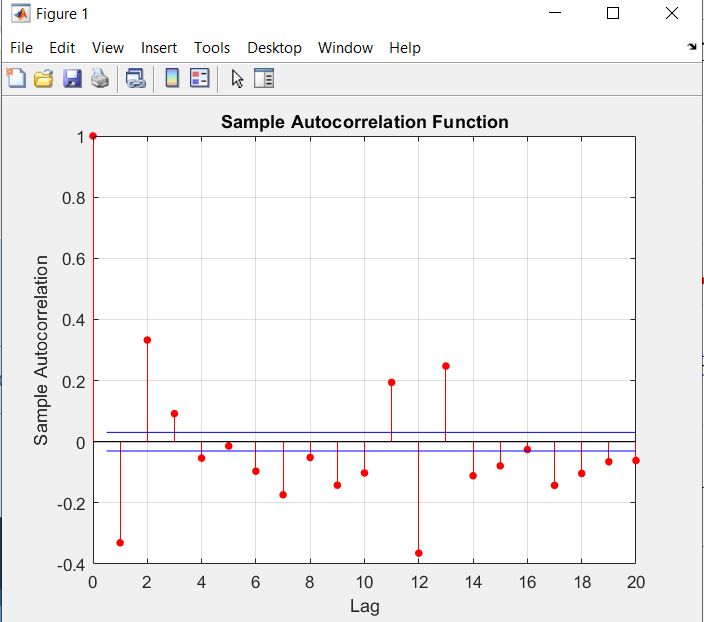 Figure 1
File Edit View Insert Tools Desktop Window Help
Sample Autocorrelation Function
1
0.8
0.6
0.4
0.2
0
-0.2
-0.4
Sample Autocorrelation
0 2 4 6 8 10 12 14 16 18 20
Lag